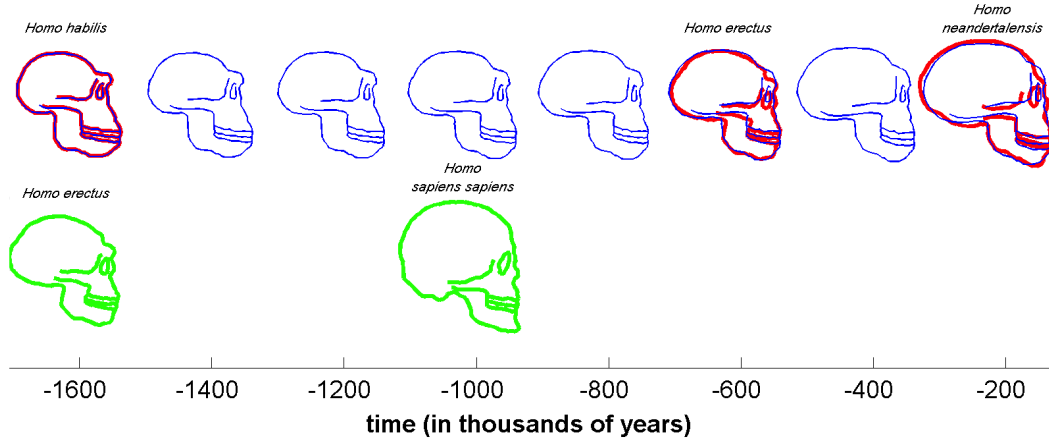 Homo habilis
Homo erectus
Homo
neandertalensis
Homo erectus
Homo
sapiens sapiens
-1600
-1400
-1200
-1000
-800
-600
-400
-200
time (in thousands of years)